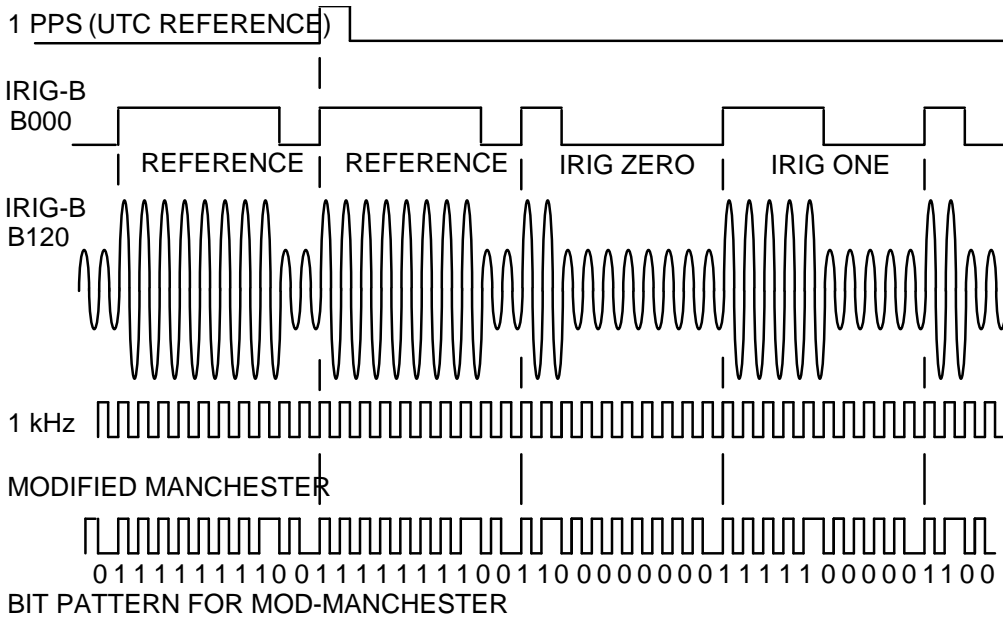 1 PPS (UTC REFERENCE)
IRIG-B
B000
REFERENCE REFERENCE IRIG ZERO IRIG ONE
IRIG-B
B120
1 kHz
MODIFIED MANCHESTER
0 1 1 1 1 1 1 1 1 0 0 1 1 1 1 1 1 1 1 0 0 1 1 0 0 0 0 0 0 0 0 1 1 1 1 1 0 0 0 0 0 1 1 0 0
BIT PATTERN FOR MOD-MANCHESTER